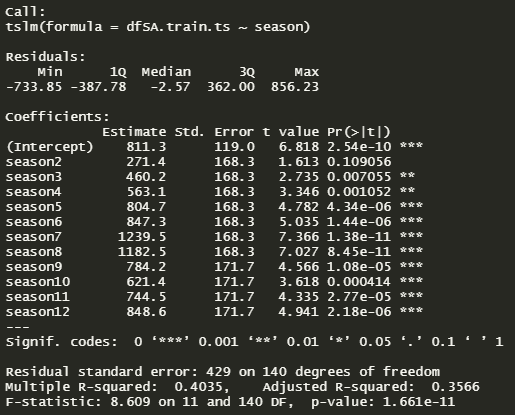 Call:
tslm(formula = dfSA.train.ts ~ season)
Residuals:
Min 1Q Median 3Q Max
-733.85 -387.78 -2.57 362.00 856.23
Coefficients:
Estimate Std. Error t value Pr(>|t|)
(Intercept) 811.3 119.0 6.818 2.54e-10 ***
season2 271.4 168.3 1.613 0.109056
season3 460.2 168.3 2.735 0.007055 **
season4 563.1 168.3 3.346 0.001052 **
season5 804.7 168.3 4.782 4.34e-06 ***
season6 847.3 168.3 5.035 1.44e-06 ***
season7 1239.5 168.3 7.366 1.38e-11 ***
season8 1182.5 168.3 7.027 8.45e-11 ***
season9 784.2 171.7 4.566 1.08e-05 ***
season10 621.4 171.7 3.618 0.000414 ***
season11 744.5 171.7 4.335 2.77e-05 ***
season12 848.6 171.7 4.941 2.18e-06 ***
---
Signif. codes: 0 ‘***’ 0.001 ‘**’ 0.01 ‘*’ 0.05 ‘.’ 0.1 ‘ ’ 1
Residual standard error: 429 on 140 degrees of freedom
Multiple R-squared: 0.4035, Adjusted R-squared: 0.3566
F-statistic: 8.609 on 11 and 140 DF, p-value: 1.661e-11